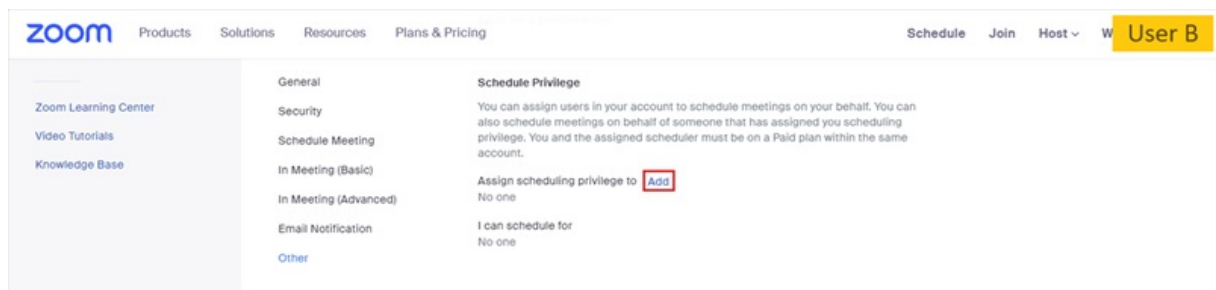 zoom Products Solutions Resources Plans & Pricing Schedule Join Host W User B
General
Security
Schedule Meeting
In Meeting (Basic)
In Meeting (Advanced)
Email Notification
Other
Zoom Learning Center
Video Tutorials
Knowledge Base
Schedule Privilege
You can assign users in your account to schedule meetings on your behalf. You can
also schedule meetings on behalf of someone that has assigned you scheduling
privilege. You and the assigned scheduler must be on a Paid plan within the same
account.
Assign scheduling privilege to Add
No one
I can schedule for
No one